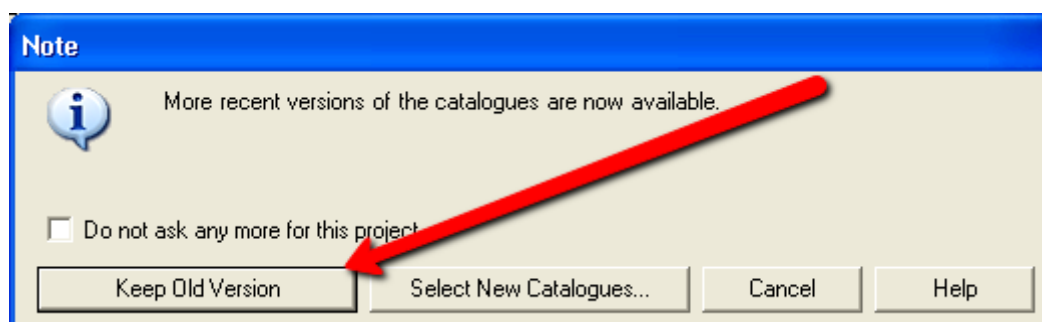 Note
More recent versions of the catalogues are now available.
Do not ask any more for this project
Keep Old Version
Select New Catalogues...
Cancel
Help